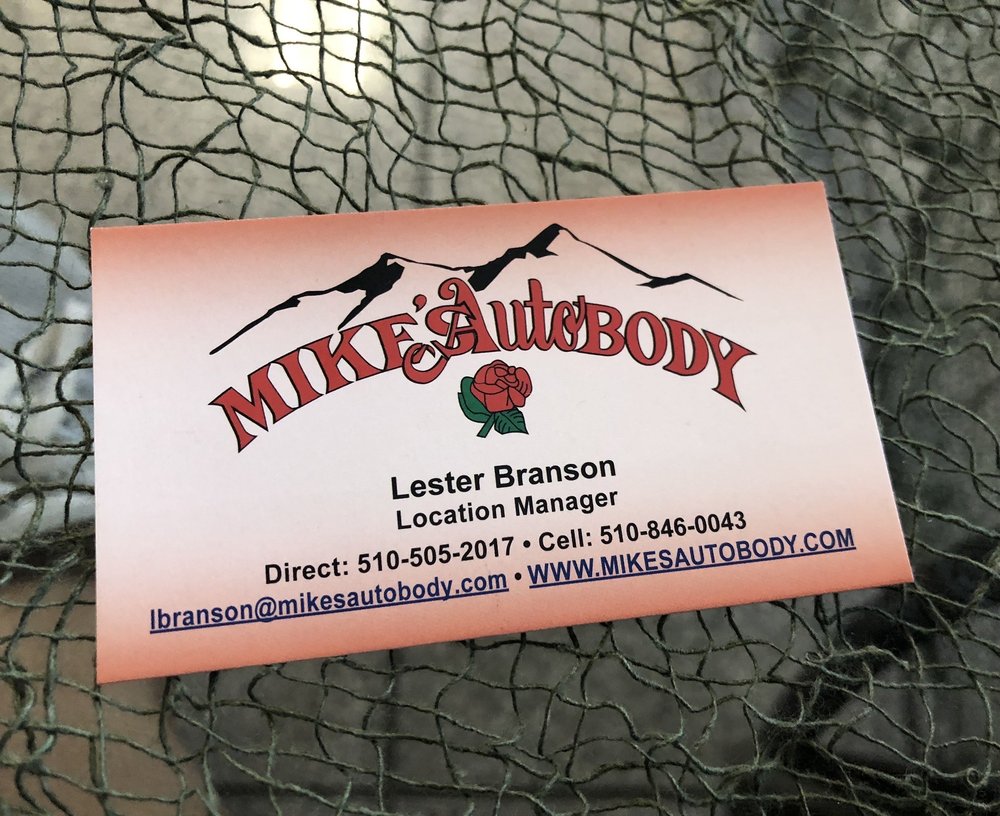 MIKE'S Auto BODY
Lester Branson
Location Manager
Direct: 510-505-2017 • Cell: 510-846-0043
lbranson@mikesautobody.com • WWW.MIKESAUTOBODY.COM